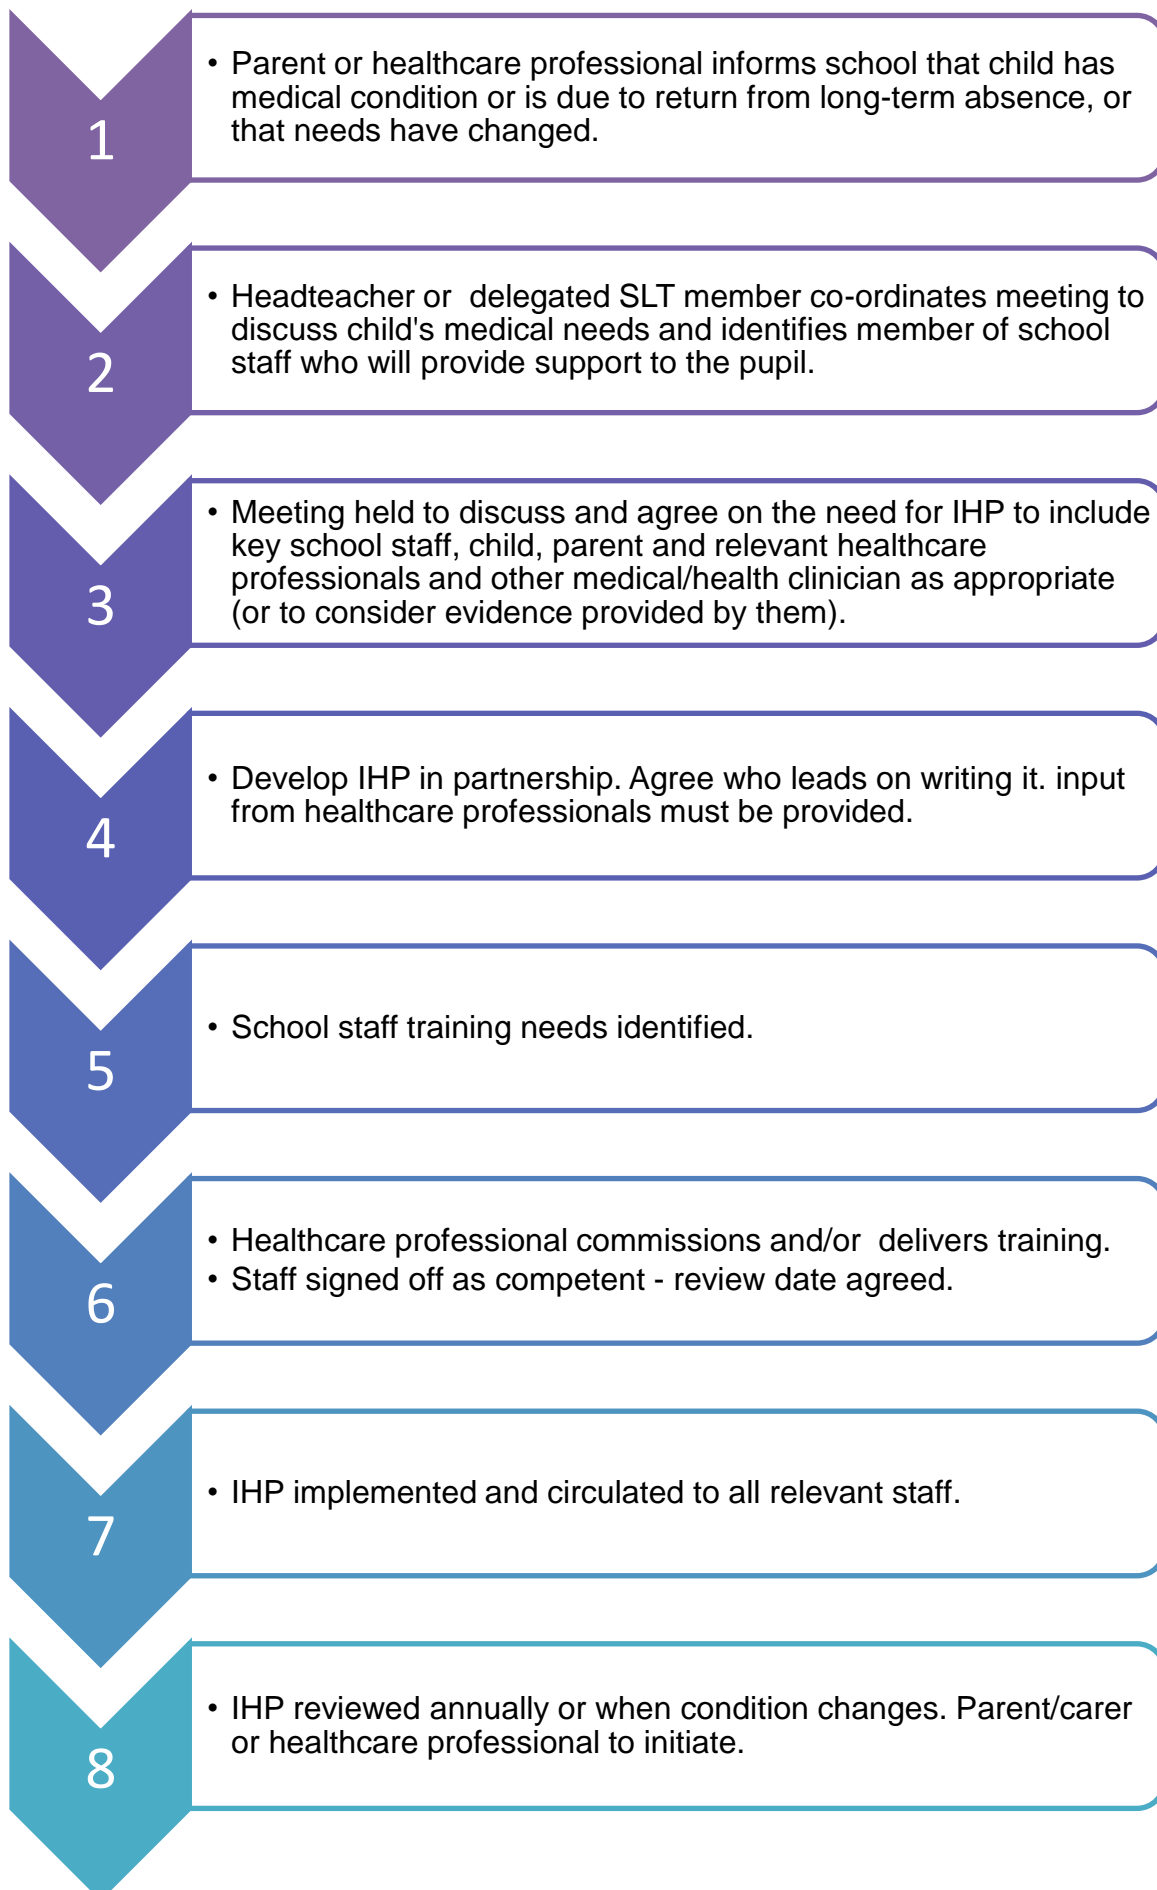 1
• Parent or healthcare professional informs school that child has
medical condition or is due to return from long-term absence, or
that needs have changed.
2
• Headteacher or  delegated SLT member co-ordinates meeting to
discuss child's medical needs and identifies member of school
staff who will provide support to the pupil.
3
• Meeting held to discuss and agree on the need for IHP to include
key school staff, child, parent and relevant healthcare
professionals and other medical/health clinician as appropriate
(or to consider evidence provided by them).
4
• Develop IHP in partnership. Agree who leads on writing it. input
from healthcare professionals must be provided.
5
• School staff training needs identified.
6
• Healthcare professional commissions and/or  delivers training.
• Staff signed off as competent - review date agreed.
7
• IHP implemented and circulated to all relevant staff.
8
• IHP reviewed annually or when condition changes. Parent/carer
or healthcare professional to initiate.